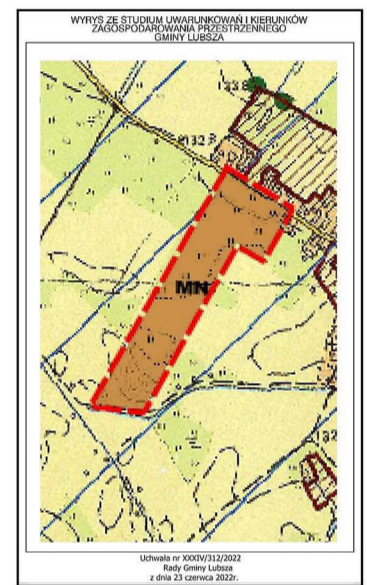 WYRYS ZE STUDIUM UWARUNKOWAŃ I KIERUNKÓW
ZAGOSPODAROWANIA PRZESTRZENNEGO
GMINY LUBSZA
MN
Uchwała nr XXXIV/312/2022
Rady Gminy Lubsza
z dnia 23 czerwca 2022r.